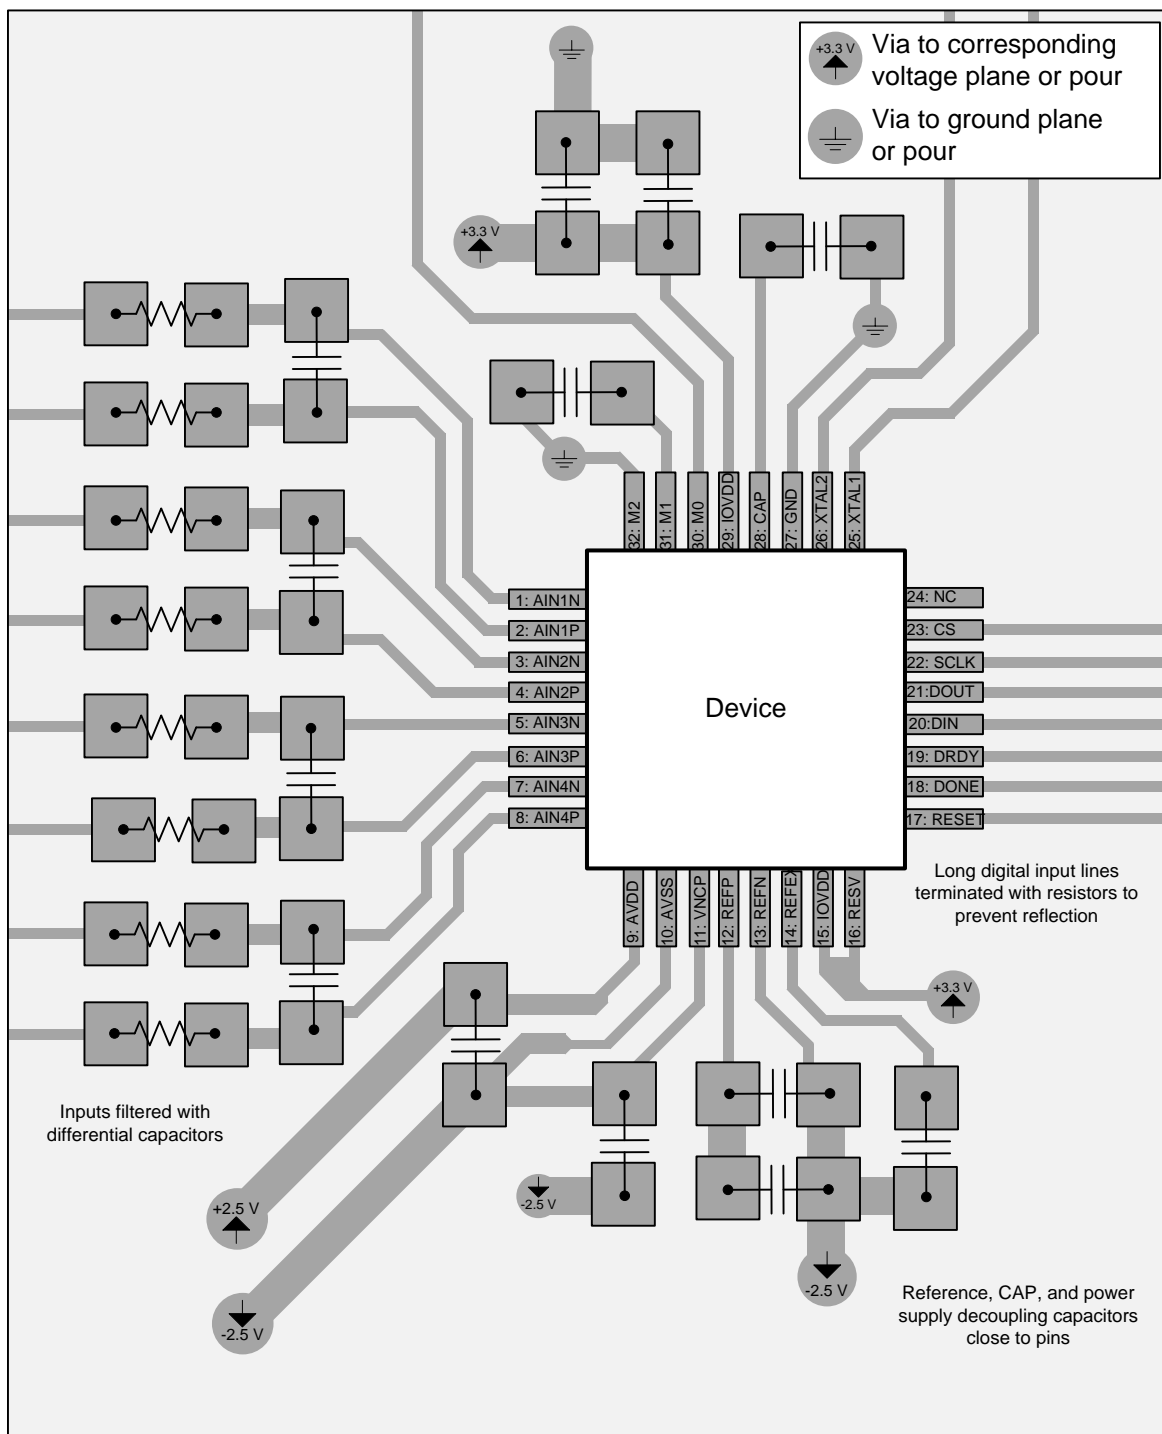 +3.3 V
Via to corresponding
voltage plane or pour
Via to ground plane
or pour
+3.3 V
32: M2
31: M1
30: M0
29: IOVDD
28: CAP
27: GND
26: XTAL2
25: XTAL1
1: AIN1N
2: AIN1P
3: AIN2N
4: AIN2P
5: AIN3N
6: AIN3P
7: AIN4N
8: AIN4P
Device
24: NC
23: CS
22: SCLK
21:DOUT
20:DIN
19: DRDY
18: DONE
17: RESET
9: AVDD
10: AVSS
11: VNCP
12: REFP
13: REFN
14: REFEX
15: IOVDD
16: RESV
Long digital input lines
terminated with resistors to
prevent reflection
+3.3 V
Inputs filtered with
differential capacitors
+2.5 V
-2.5 V
-2.5 V
-2.5 V
Reference, CAP, and power
supply decoupling capacitors
close to pins